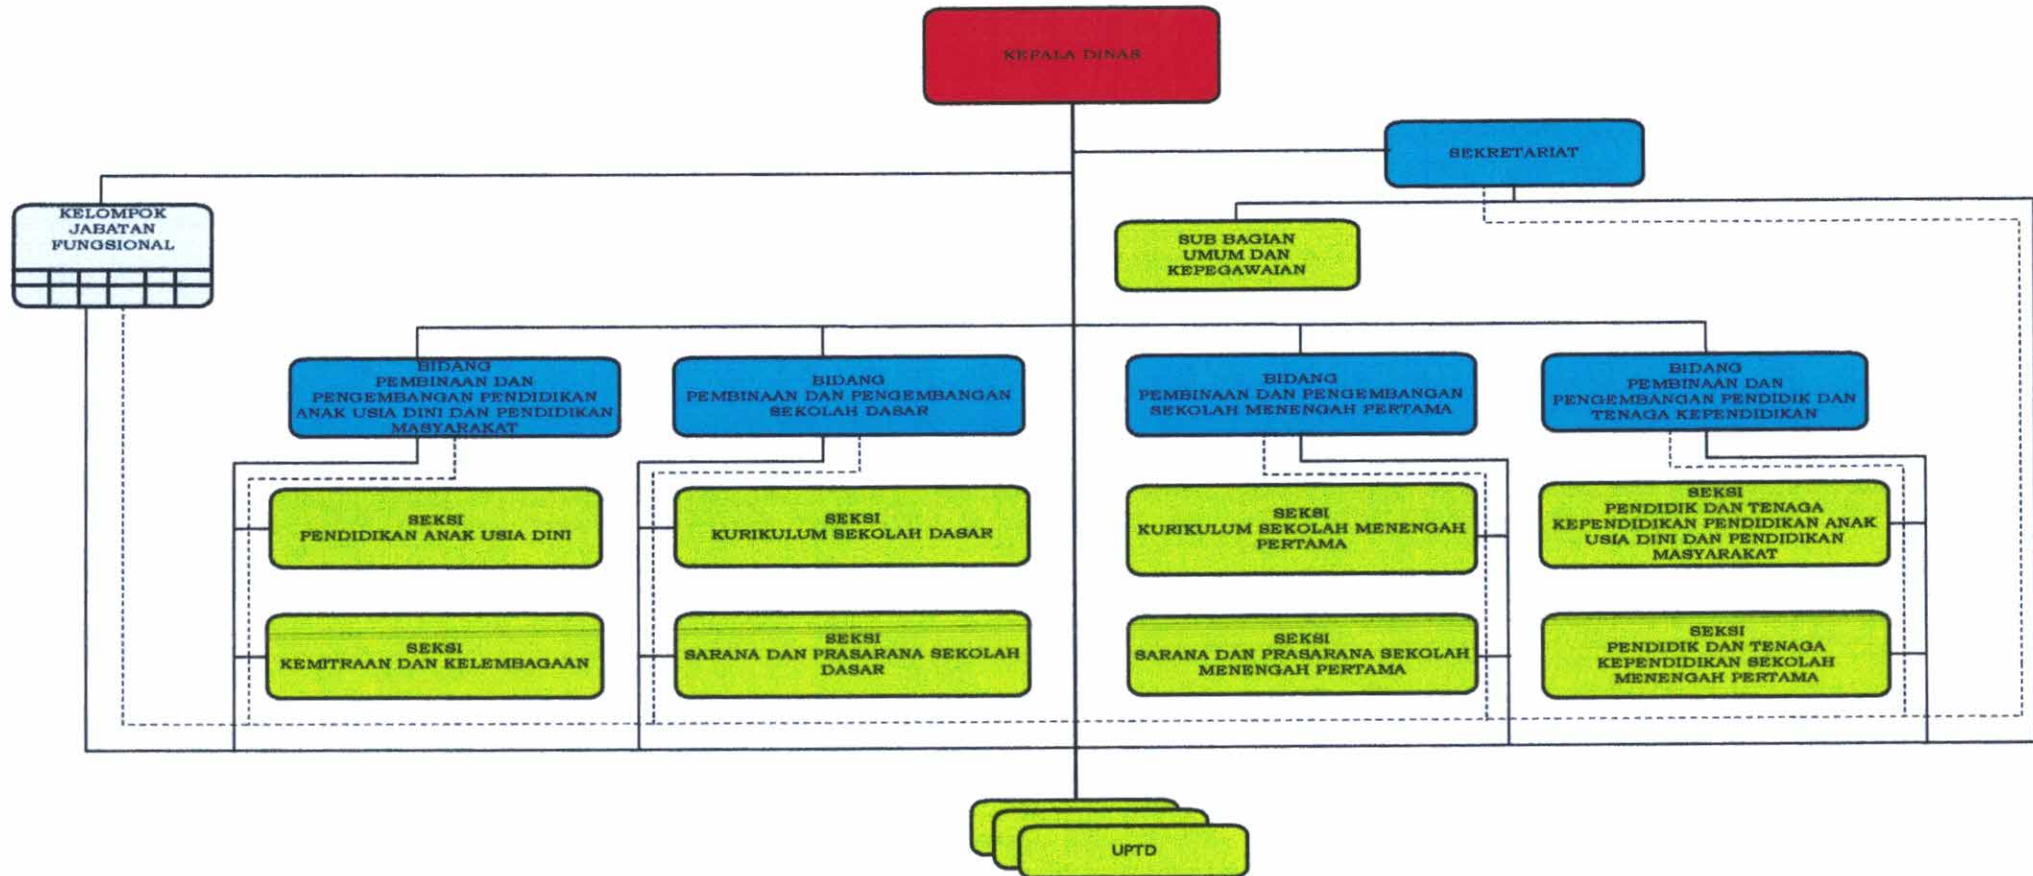 KEPALA DINAS
SEKRETARIAT
KELOMPOK
JABATAN
FUNGSIONAL
SUB BAGIAN
UMUM DAN
KEPEGAWAIAN
BIDANG
PEMBINAAN DAN
PENGEMBANGAN PENDIDIKAN
ANAK USIA DINI DAN PENDIDIKAN
MASYARAKAT
BIDANG
PEMBINAAN DAN PENGEMBANGAN
SEKOLAH DASAR
BIDANG
PEMBINAAN DAN PENGEMBANGAN
SEKOLAH MENENGAH PERTAMA
BIDANG
PEMBINAAN DAN
PENGEMBANGAN PENDIDIK DAN
TENAGA KEPENDIDIKAN
SEKSI
PENDIDIKAN ANAK USIA DINI
SEKSI
KURIKULUM SEKOLAH DASAR
SEKSI
KURIKULUM SEKOLAH MENENGAH
PERTAMA
SEKSI
PENDIDIK DAN TENAGA
KEPENDIDIKAN PENDIDIKAN ANAK
USIA DINI DAN PENDIDIKAN
MASYARAKAT
SEKSI
KEMITRAAN DAN KELEMBAGAAN
SEKSI
SARANA DAN PRASARANA SEKOLAH
DASAR
SEKSI
SARANA DAN PRASARANA SEKOLAH
MENENGAH PERTAMA
SEKSI
PENDIDIK DAN TENAGA
KEPENDIDIKAN SEKOLAH
MENENGAH PERTAMA
UPTD